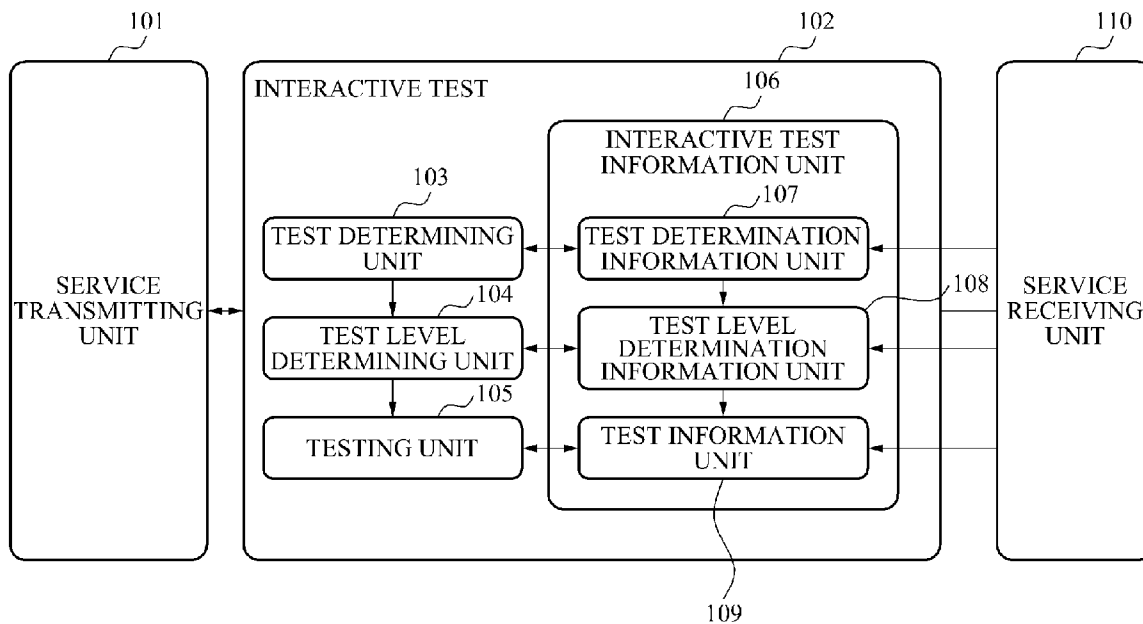 101
102
110
INTERACTIVE TEST
106
INTERACTIVE TEST
INFORMATION UNIT
103
107
TEST DETERMINING
UNIT
TEST DETERMINATION
INFORMATION UNIT
SERVICE
TRANSMITTING
UNIT
104
108
TEST LEVEL
DETERMINING UNIT
TEST LEVEL
DETERMINATION
INFORMATION UNIT
SERVICE
RECEIVING
UNIT
105
TESTING UNIT
TEST INFORMATION
UNIT
109